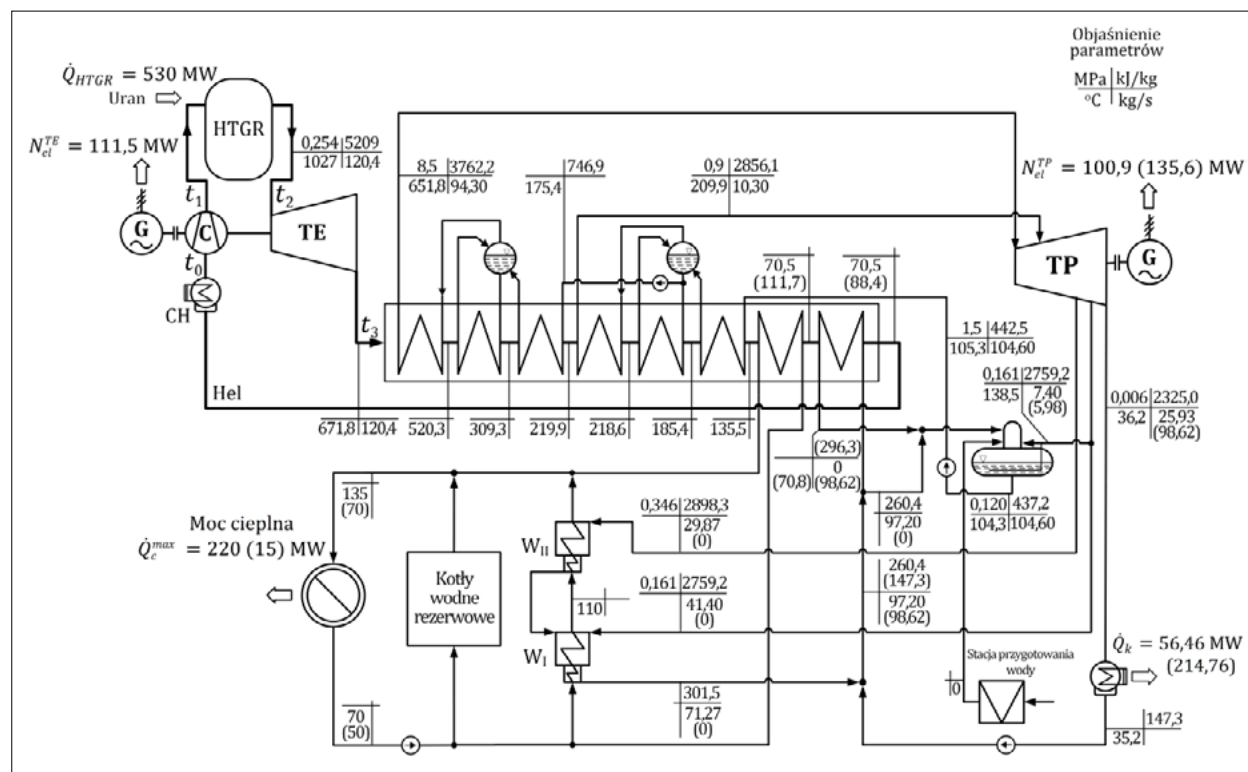 Objaśnienie
parametrów
MPa kJ/kg
°C kg/s
Q̇HTGR = 530 MW
Uran
HTGR
NelTE = 111,5 MW
0,254 5209
1027 120,4
t1
t2
G
C
TE
t0
CH
t3
Hel
8,5 3762,2
651,8 94,30
746,9
175,4
0,9 2856,1
209,9 10,30
NelTP = 100,9 (135,6) MW
TP
G
70,5
(111,7)
70,5
(88,4)
1,5 442,5
105,3 104,60
0,161 2759,2
138,5 7,40
(5,98)
0,006 2325,0
36,2 25,93
(98,62)
671,8 120,4
520,3
309,3
219,9
218,6
185,4
135,5
(296,3)
0
(70,8) (98,62)
260,4
97,20
(0)
0,120 437,2
104,3 104,60
135
(70)
Moc cieplna
Q̇cmax = 220 (15) MW
Kotły
wodne
rezerwowe
WII
0,346 2898,3
29,87
(0)
110
0,161 2759,2
41,40
(0)
WI
260,4
(147,3)
97,20
(98,62)
Stacja przygotowania
wody
0
Q̇k = 56,46 MW
(214,76)
301,5
71,27
(0)
70
(50)
147,3
35,2